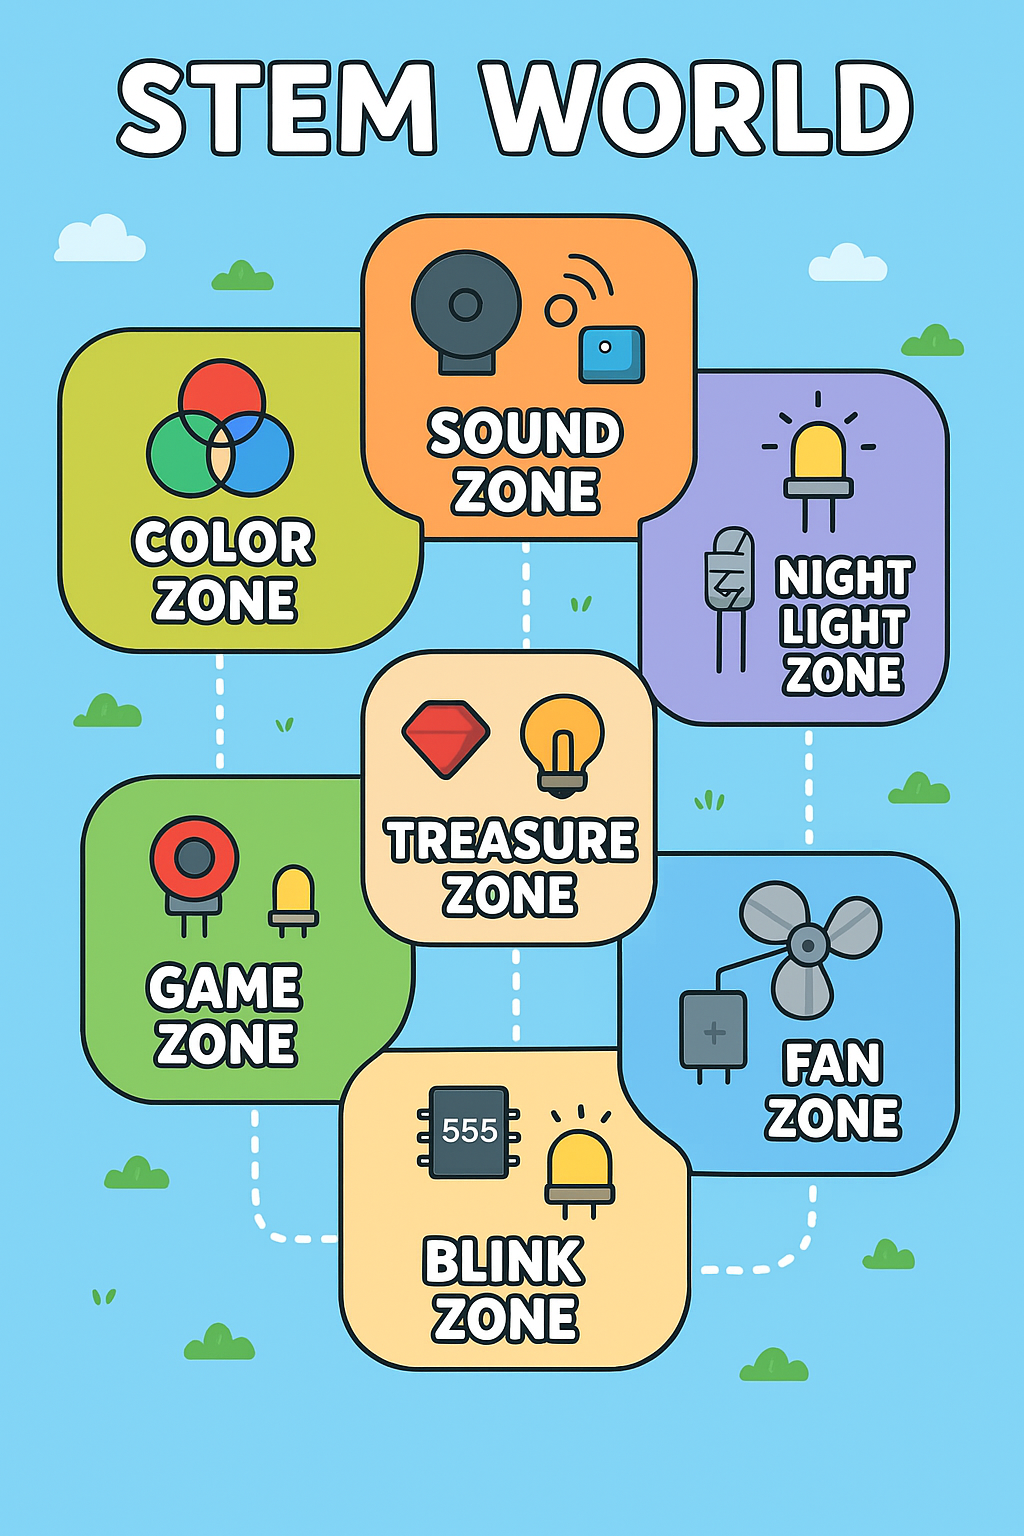 STEM WORLD
SOUND
ZONE
COLOR
ZONE
NIGHT
LIGHT
ZONE
TREASURE
ZONE
GAME
ZONE
FAN
ZONE
555
BLINK
ZONE